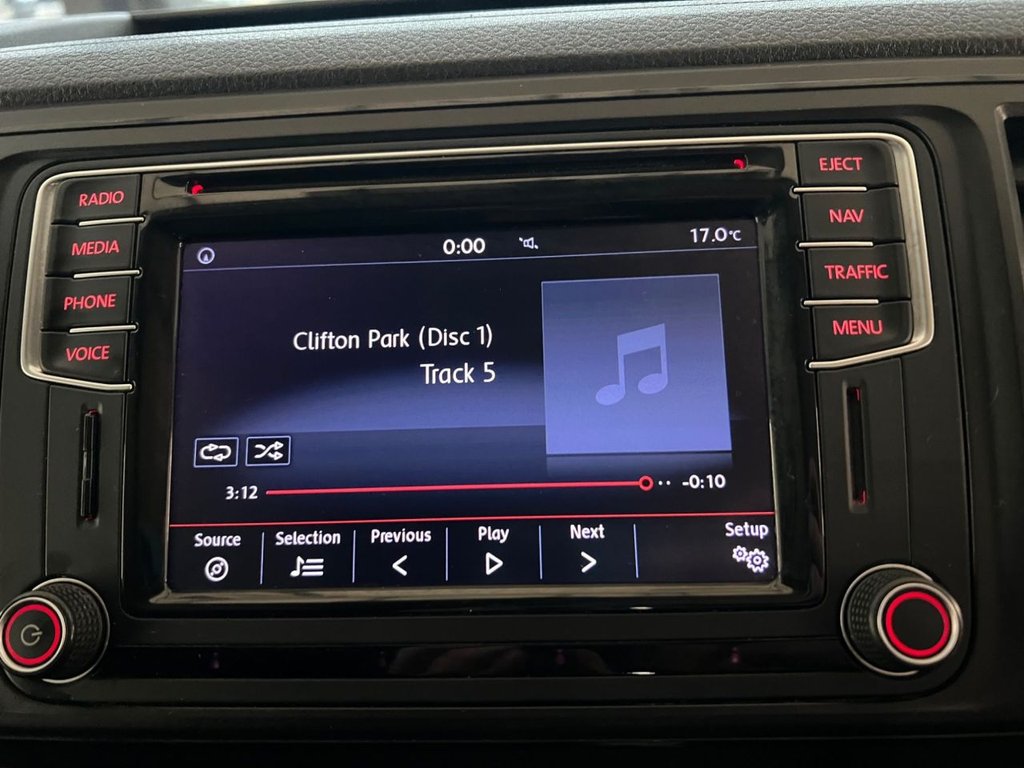 RADIO
MEDIA
PHONE
VOICE
EJECT
NAV
TRAFFIC
MENU
0:00
17.0°C
Clifton Park (Disc 1)
Track 5
3:12
-0:10
Source
Selection
Previous
Play
Next
Setup